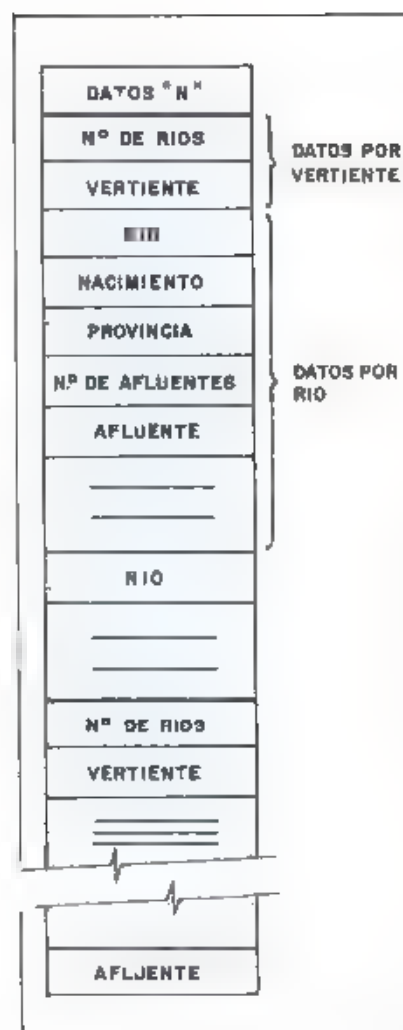 DATOS "N"
Nº DE RIOS
VERTIENTE
DATOS POR
VERTIENTE
NACIMIENTO
PROVINCIA
Nº DE AFLUENTES
AFLUENTE
DATOS POR
RIO
RIO
Nº DE RIOS
VERTIENTE
AFLUENTE